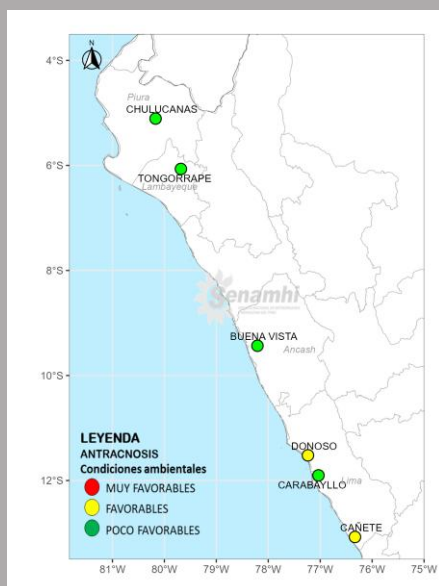 N
4°S
Piura
CHULUCANAS
6°S
TONGORRAPE
Lambayeque
8°S
Senamhi
BUENA VISTA
Ancash
10°S
LEYENDA
ANTRACNOSIS
Condiciones ambientales
MUY FAVORABLES
FAVORABLES
POCO FAVORABLES
DONOSO
12°S
CARABAYLLO
Lima
CAÑETE
81°W 80°W 79°W 78°W 77°W 76°W 75°W